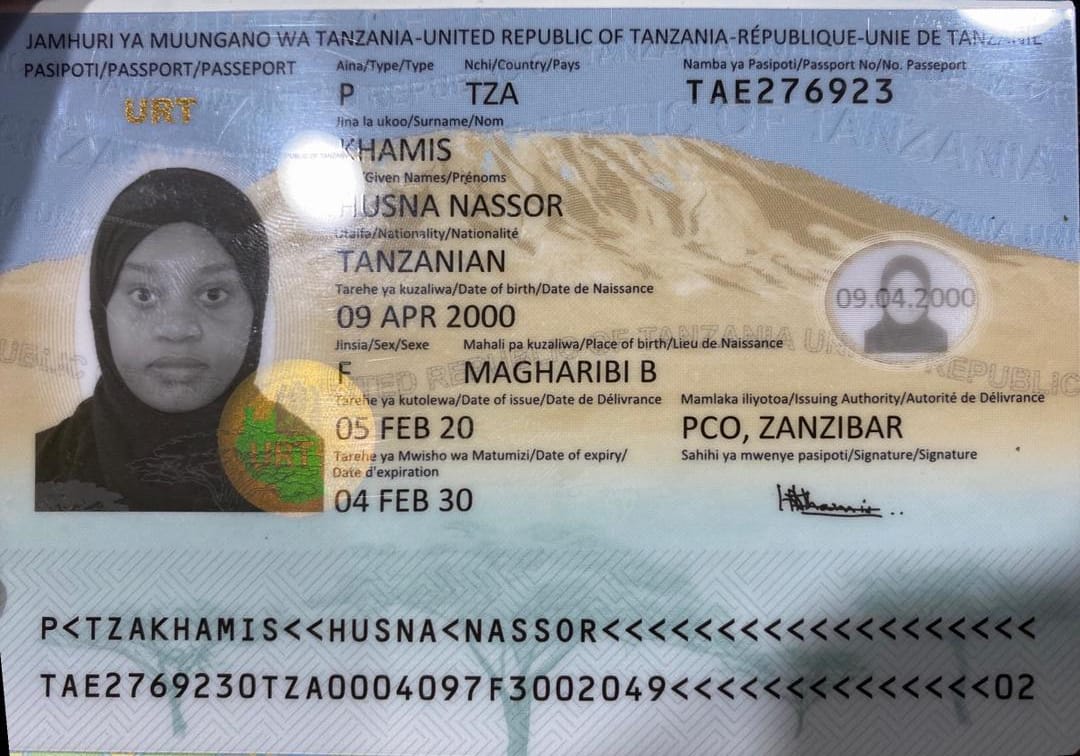 JAMHURI YA MUUNGANO WA TANZANIA-UNITED REPUBLIC OF TANZANIA-RÉPUBLIQUE-UNIE DE TANZANIE
PASIPOTI/PASSPORT/PASSEPORT
Aina/Type/Type Nchi/Country/Pays Namba ya Pasipoti/Passport No/No. Passeport
URT
P TZA TAE276923
Jina la ukoo/Surname/Nom
KHAMIS
/Given Names/Prénoms
HUSNA NASSOR
Utaifa/Nationality/Nationalité
TANZANIAN
Tarehe ya kuzaliwa/Date of birth/Date de Naissance
09 APR 2000
09.04.2000
Jinsia/Sex/Sexe Mahali pa kuzaliwa/Place of birth/Lieu de Naissance
F MAGHARIBI B
Tarehe ya kutolewa/Date of issue/Date de Délivrance Mamlaka iliyotoa/Issuing Authority/Autorité de Délivrance
05 FEB 20 PCO, ZANZIBAR
URT
Tarehe ya Mwisho wa Matumizi/Date of expiry/ Sahihi ya mwenye pasipoti/Signature/Signature
Date d'expiration
04 FEB 30
P<TZAKHAMIS<<HUSNA<NASSOR<<<<<<<<<<<<<<<<<<<
TAE2769230TZA0004097F3002049<<<<<<<<<<<<<<02